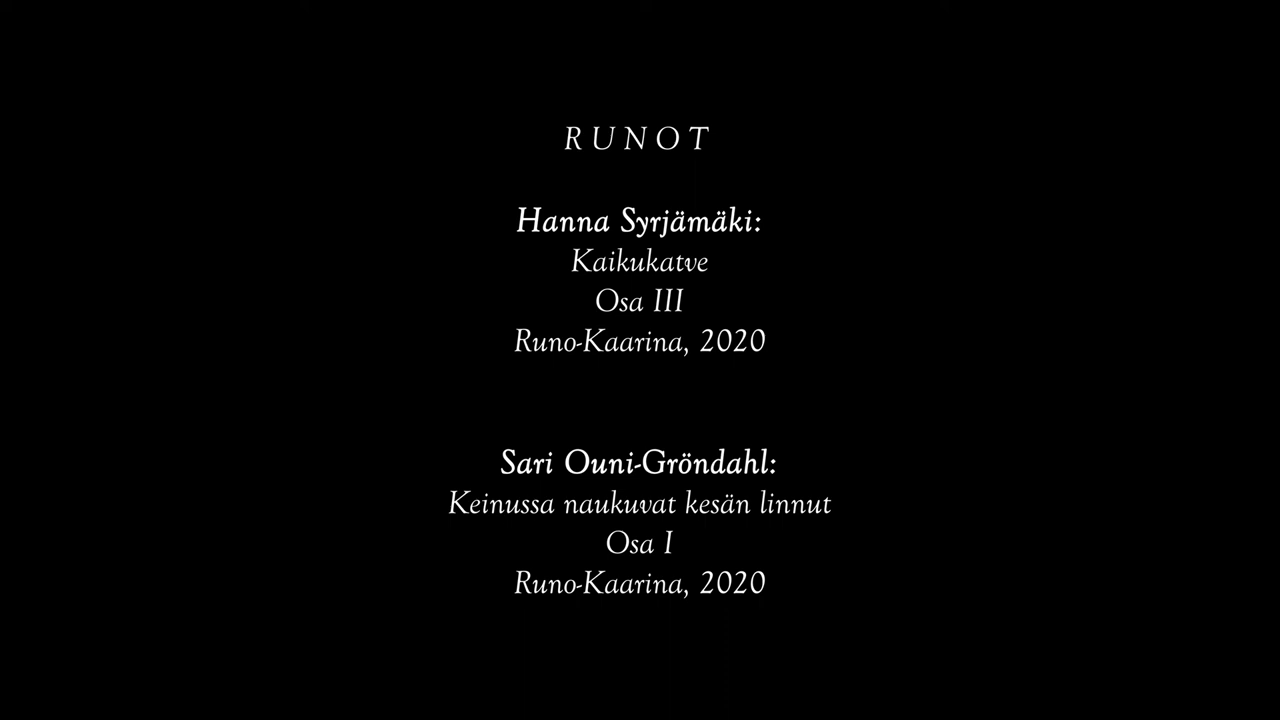 RUNOT
Hanna Syrjämäki:
Kaikukatve
Osa III
Runo-Kaarina, 2020
Sari Ouni-Gröndahl:
Keinussa naukuvat kesän linnut
Osa I
Runo-Kaarina, 2020